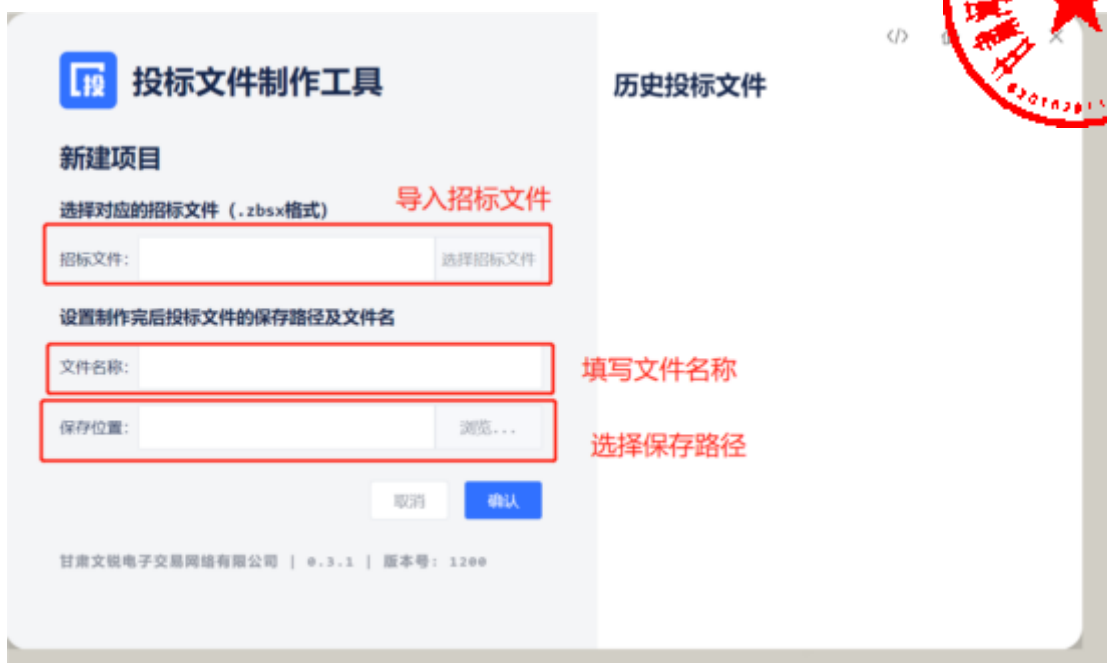 投标文件制作工具
历史投标文件
新建项目
选择对应的招标文件（.zbsx格式）
导入招标文件
招标文件:
选择招标文件
设置制作完后投标文件的保存路径及文件名
文件名称:
填写文件名称
保存位置:
浏览...
选择保存路径
取消
确认
甘肃文锐电子交易网络有限公司 | 0.3.1 | 版本号: 1200